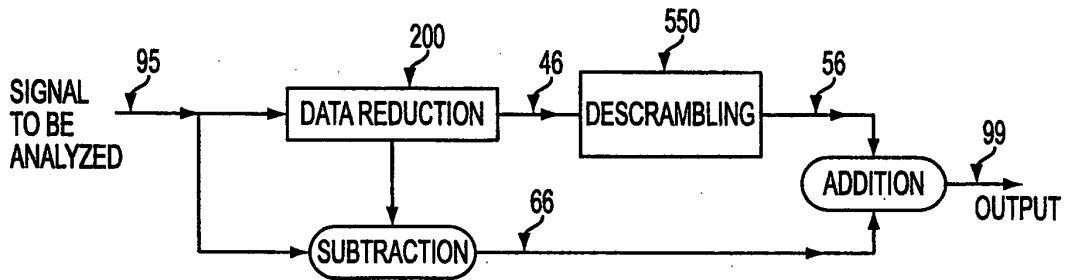 200
550
95
46
56
SIGNAL
TO BE
ANALYZED
DATA REDUCTION
DESCRAMBLING
99
ADDITION
OUTPUT
66
SUBTRACTION